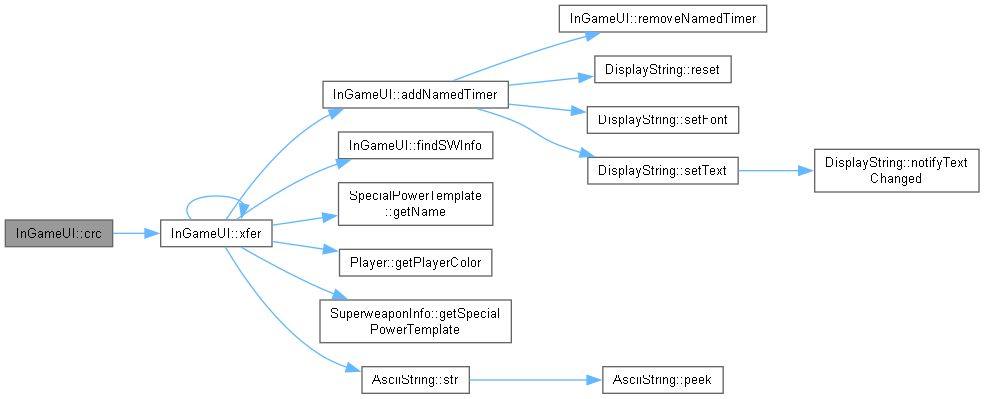 InGameUI::crc
InGameUI::xfer
InGameUI::addNamedTimer
InGameUI::findSWInfo
SpecialPowerTemplate
::getName
Player::getPlayerColor
SuperweaponInfo::getSpecial
PowerTemplate
AsciiString::str
InGameUI::removeNamedTimer
DisplayString::reset
DisplayString::setFont
DisplayString::setText
AsciiString::peek
DisplayString::notifyText
Changed